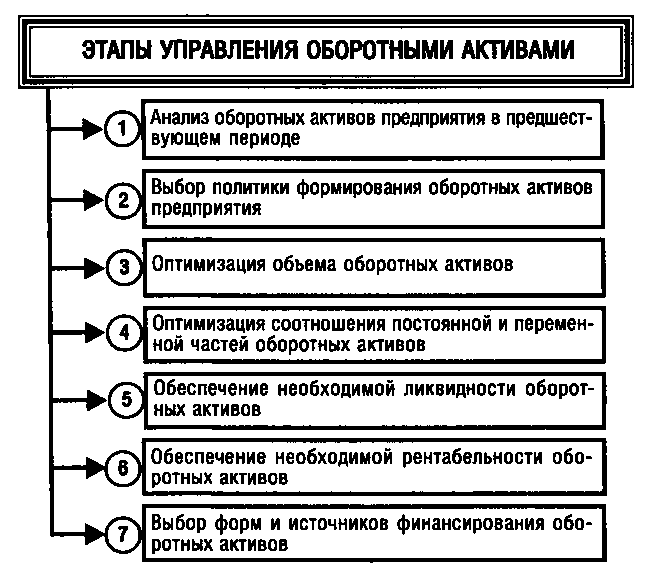 ЭТАПЫ УПРАВЛЕНИЯ ОБОРОТНЫМИ АКТИВАМИ
1
Анализ оборотных активов предприятия в предшест-
вующем периоде
2
Выбор политики формирования оборотных активов
предприятия
3
Оптимизация объема оборотных активов
4
Оптимизация соотношения постоянной и перемен-
ной частей оборотных активов
5
Обеспечение необходимой ликвидности оборот-
ных активов
6
Обеспечение необходимой рентабельности обо-
ротных активов
7
Выбор форм и источников финансирования обо-
ротных активов